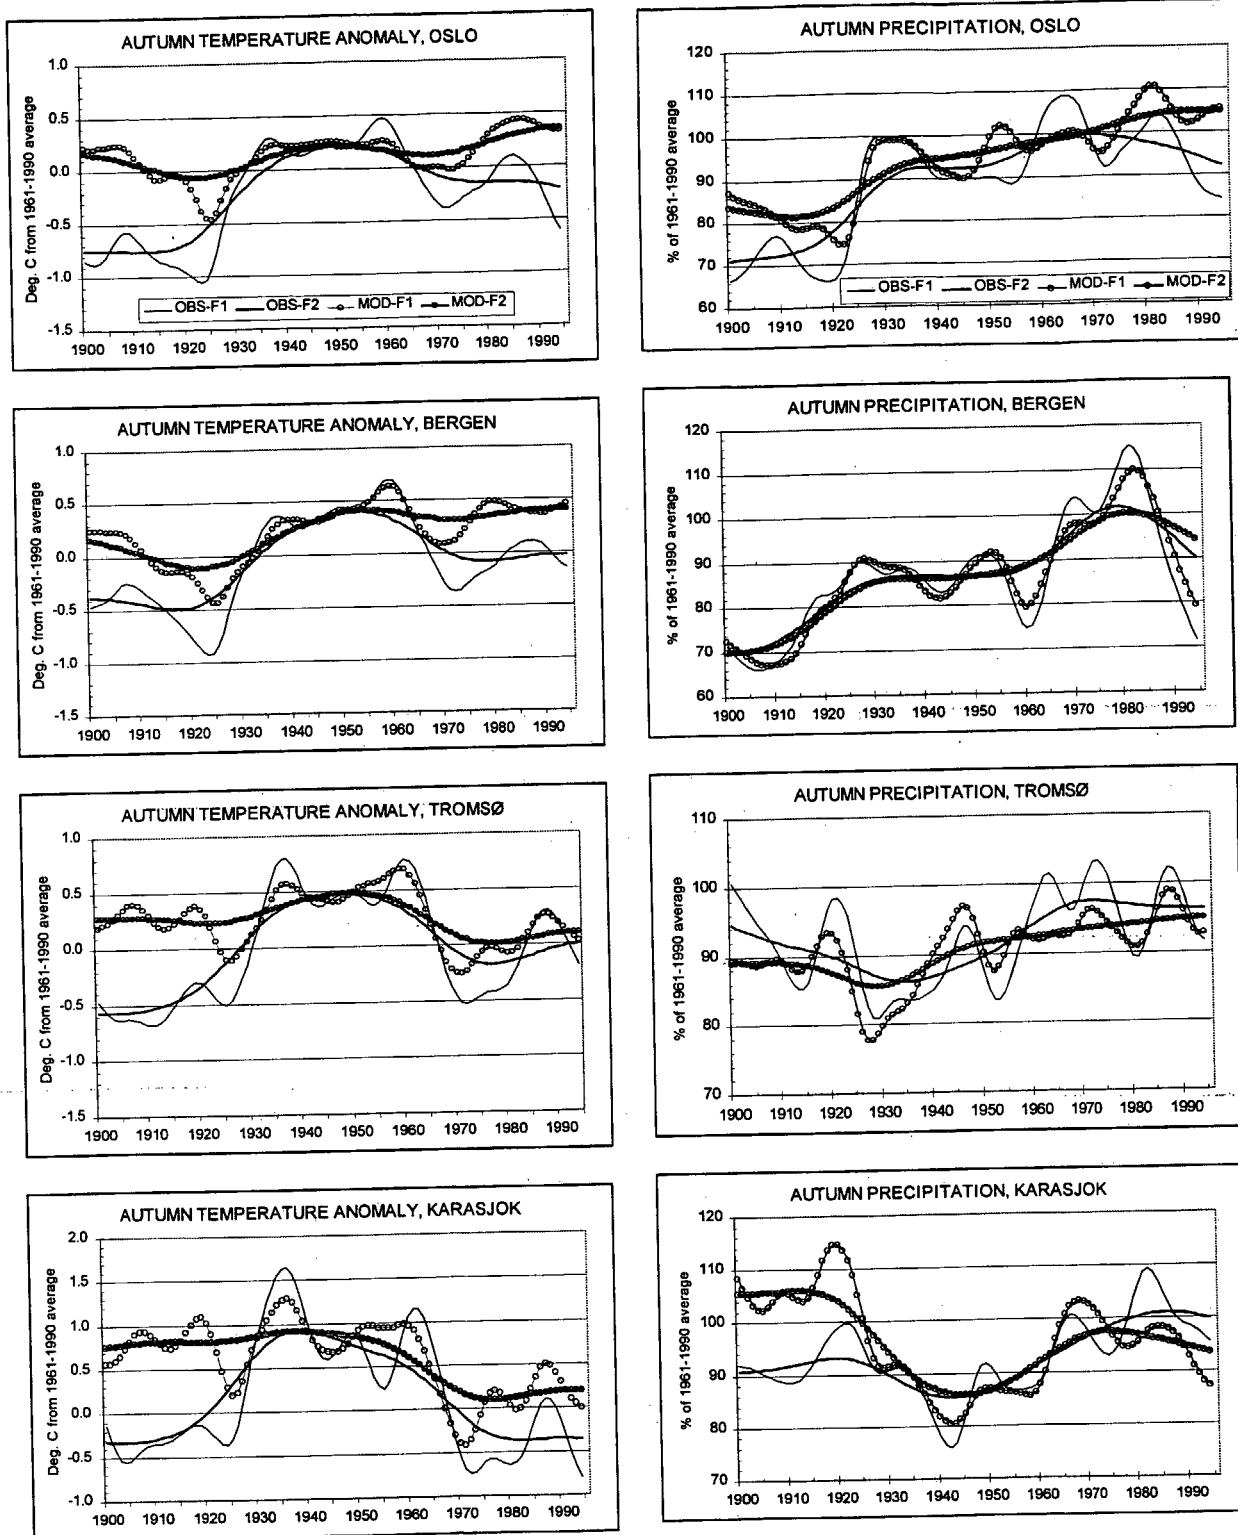 AUTUMN TEMPERATURE ANOMALY, OSLO
Deg. C from 1961-1990 average
1.0
0.5
0.0
-0.5
-1.0
-1.5
OBS-F1 OBS-F2 MOD-F1 MOD-F2
1900 1910 1920 1930 1940 1950 1960 1970 1980 1990
AUTUMN PRECIPITATION, OSLO
% of 1961-1990 average
120
110
100
90
80
70
60
OBS-F1 OBS-F2 MOD-F1 MOD-F2
1900 1910 1920 1930 1940 1950 1960 1970 1980 1990
AUTUMN TEMPERATURE ANOMALY, BERGEN
Deg. C from 1961-1990 average
1.0
0.5
0.0
-0.5
-1.0
-1.5
1900 1910 1920 1930 1940 1950 1960 1970 1980 1990
AUTUMN PRECIPITATION, BERGEN
% of 1961-1990 average
120
110
100
90
80
70
60
1900 1910 1920 1930 1940 1950 1960 1970 1980 1990
AUTUMN TEMPERATURE ANOMALY, TROMSØ
Deg. C from 1961-1990 average
1.0
0.5
0.0
-0.5
-1.0
-1.5
1900 1910 1920 1930 1940 1950 1960 1970 1980 1990
AUTUMN PRECIPITATION, TROMSØ
% of 1961-1990 average
110
100
90
80
70
1900 1910 1920 1930 1940 1950 1960 1970 1980 1990
AUTUMN TEMPERATURE ANOMALY, KARASJOK
Deg. C from 1961-1990 average
2.0
1.5
1.0
0.5
0.0
-0.5
-1.0
1900 1910 1920 1930 1940 1950 1960 1970 1980 1990
AUTUMN PRECIPITATION, KARASJOK
% of 1961-1990 average
120
110
100
90
80
70
1900 1910 1920 1930 1940 1950 1960 1970 1980 1990